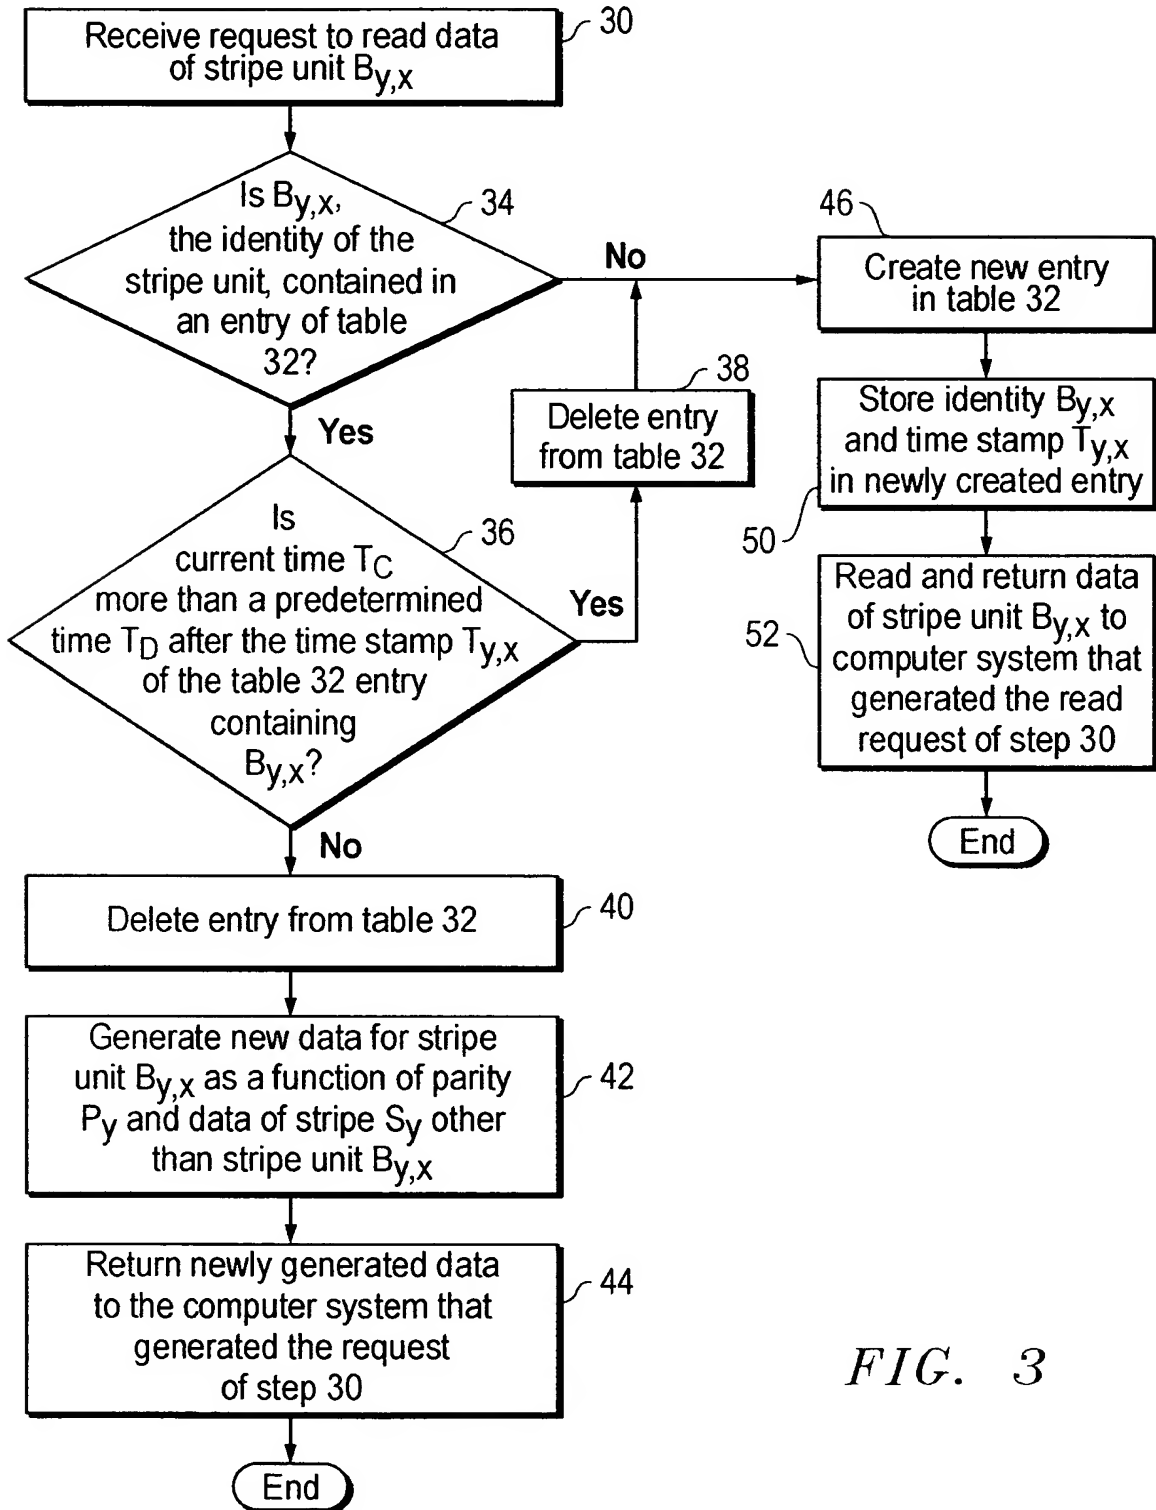 Receive request to read data
of stripe unit By,x
30
Is By,x,
the identity of the
stripe unit, contained in
an entry of table
32?
34
No
Yes
46
Create new entry
in table 32
38
Delete entry
from table 32
Store identity By,x
and time stamp Ty,x
in newly created entry
50
Is
current time TC
more than a predetermined
time TD after the time stamp Ty,x
of the table 32 entry
containing
By,x?
36
Yes
No
Read and return data
of stripe unit By,x to
computer system that
generated the read
request of step 30
52
End
Delete entry from table 32
40
Generate new data for stripe
unit By,x as a function of parity
Py and data of stripe Sy other
than stripe unit By,x
42
Return newly generated data
to the computer system that
generated the request
of step 30
44
End
FIG. 3